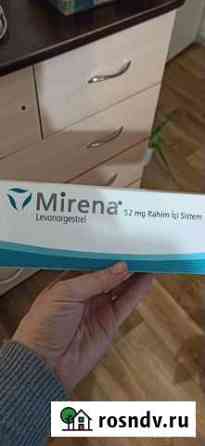 Mirena®
52 mg Rahim İçi Sistem
Levonorgestrel
rosndv.ru